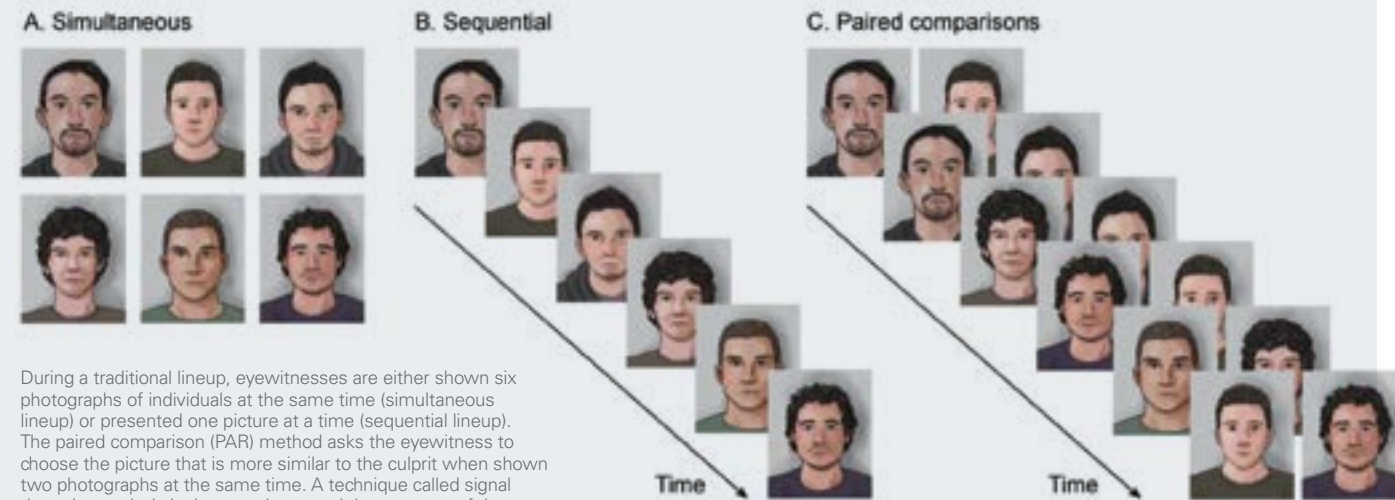 A. Simultaneous
B. Sequential
C. Paired comparisons
During a traditional lineup, eyewitnesses are either shown six
photographs of individuals at the same time (simultaneous
lineup) or presented one picture at a time (sequential lineup).
The paired comparison (PAR) method asks the eyewitness to
choose the picture that is more similar to the culprit when shown
two photographs at the same time. A technique called signal
Time
Time